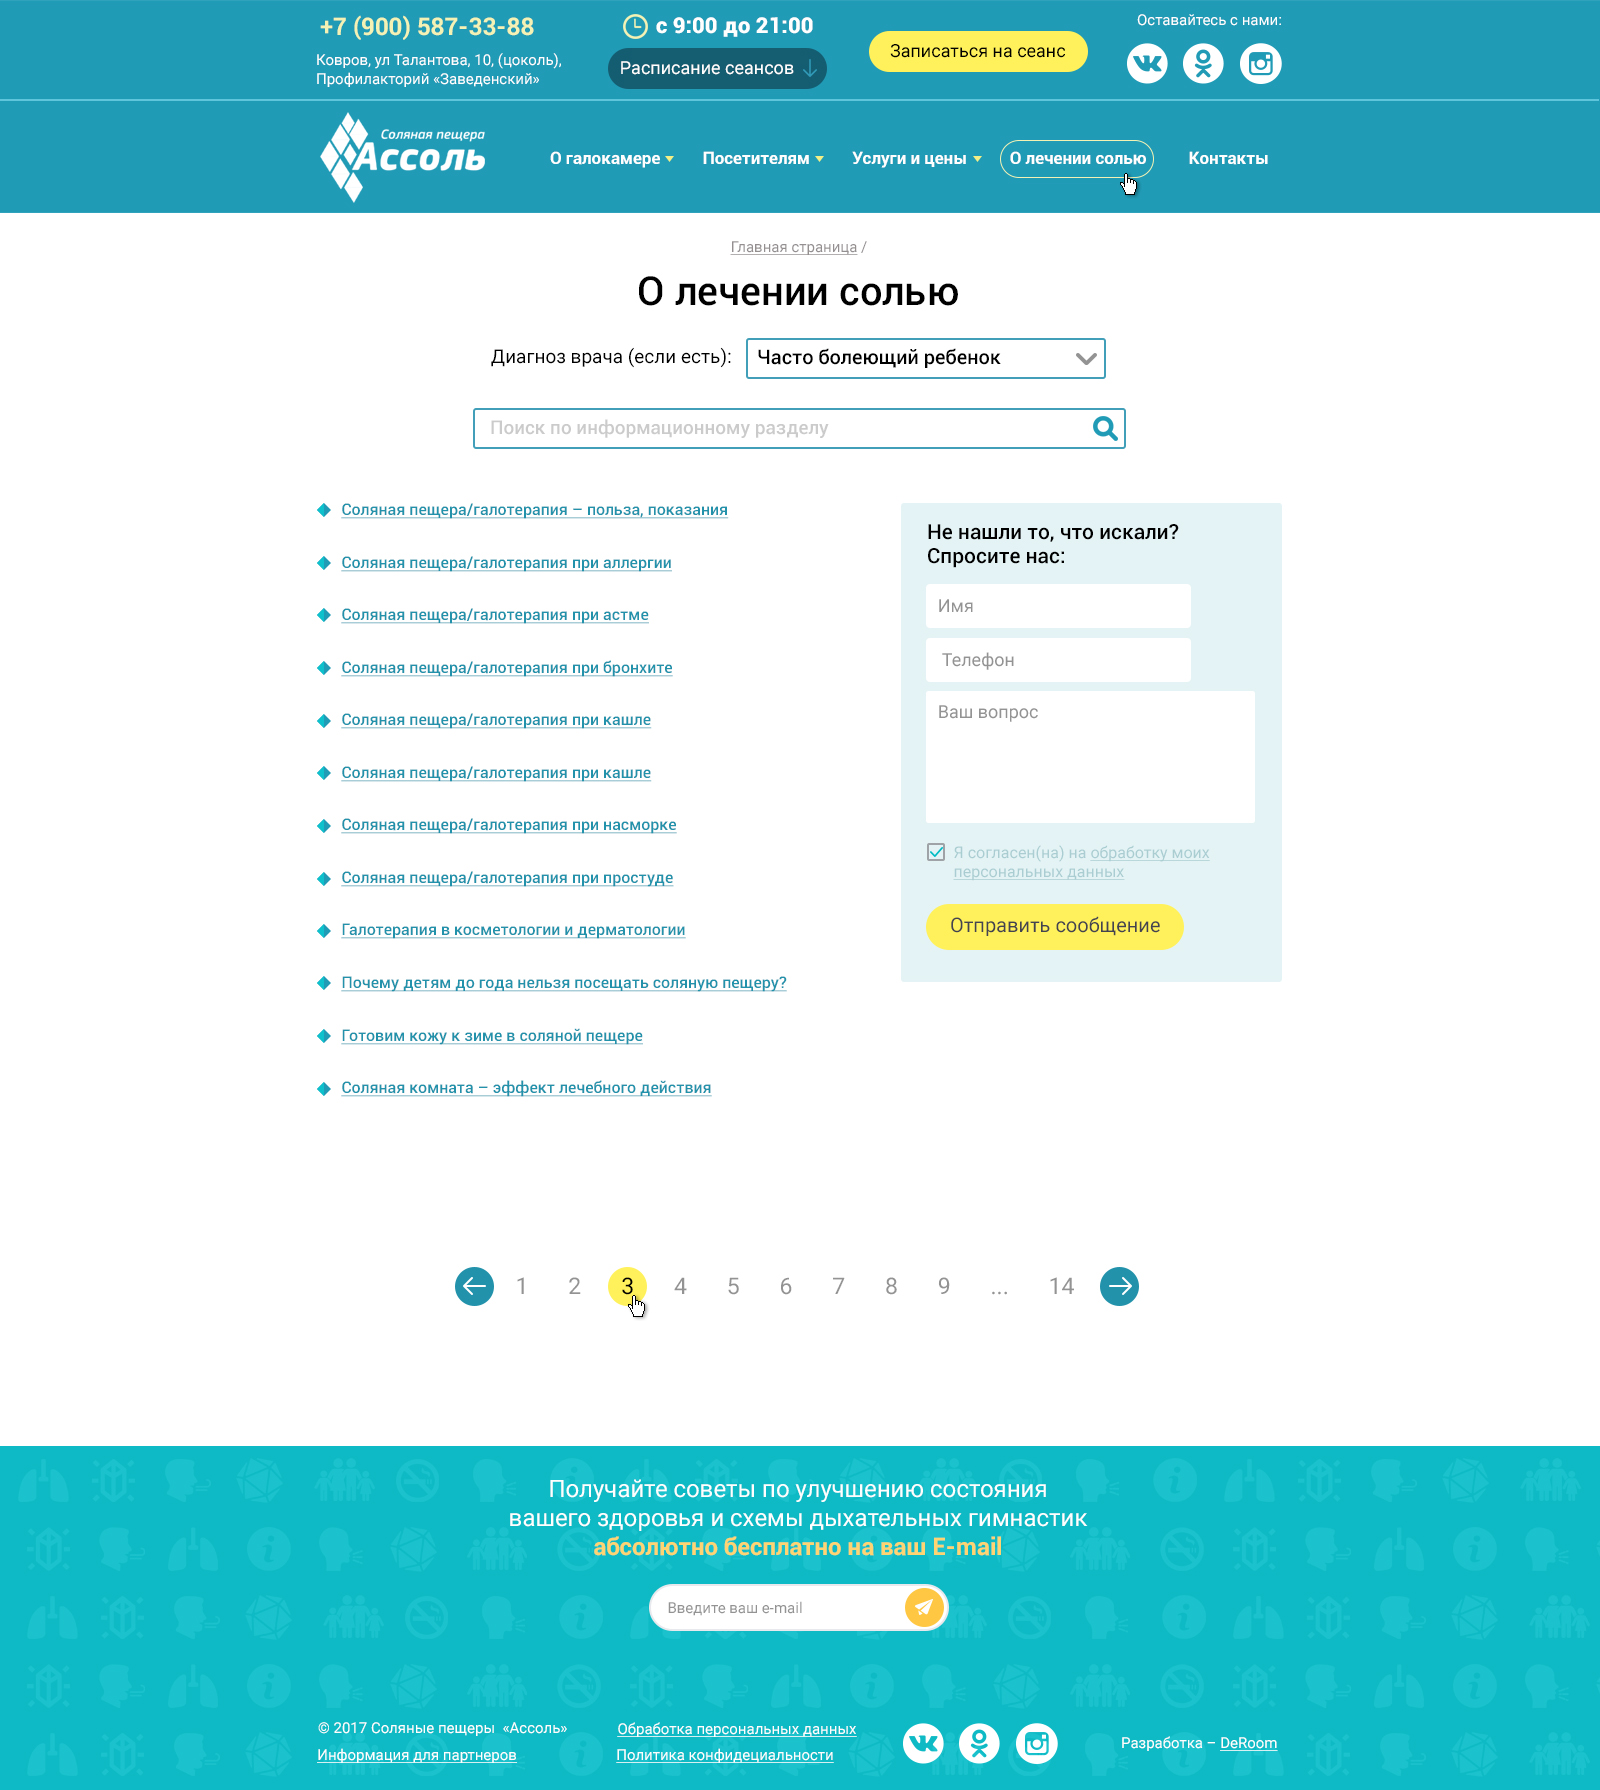 +7 (900) 587-33-88
Ковров, ул Талантова, 10, (цоколь),
Профилакторий «Заведенский»
с 9:00 до 21:00
Расписание сеансов
Записаться на сеанс
Оставайтесь с нами:
Соляная пещера
Ассоль
О галокамере
Посетителям
Услуги и цены
О лечении солью
Контакты
Главная страница /
О лечении солью
Диагноз врача (если есть):
Часто болеющий ребенок
Поиск по информационному разделу
Соляная пещера/галотерапия – польза, показания
Соляная пещера/галотерапия при аллергии
Соляная пещера/галотерапия при астме
Соляная пещера/галотерапия при бронхите
Соляная пещера/галотерапия при кашле
Соляная пещера/галотерапия при кашле
Соляная пещера/галотерапия при насморке
Соляная пещера/галотерапия при простуде
Галотерапия в косметологии и дерматологии
Почему детям до года нельзя посещать соляную пещеру?
Готовим кожу к зиме в соляной пещере
Соляная комната – эффект лечебного действия
Не нашли то, что искали?
Спросите нас:
Имя
Телефон
Ваш вопрос
Я согласен(на) на обработку моих
персональных данных
Отправить сообщение
1 2 3 4 5 6 7 8 9 ... 14
Получайте советы по улучшению состояния
вашего здоровья и схемы дыхательных гимнастик
абсолютно бесплатно на ваш E-mail
Введите ваш e-mail
© 2017 Соляные пещеры «Ассоль»
Информация для партнеров
Обработка персональных данных
Политика конфидециальности
Разработка – DeRoom